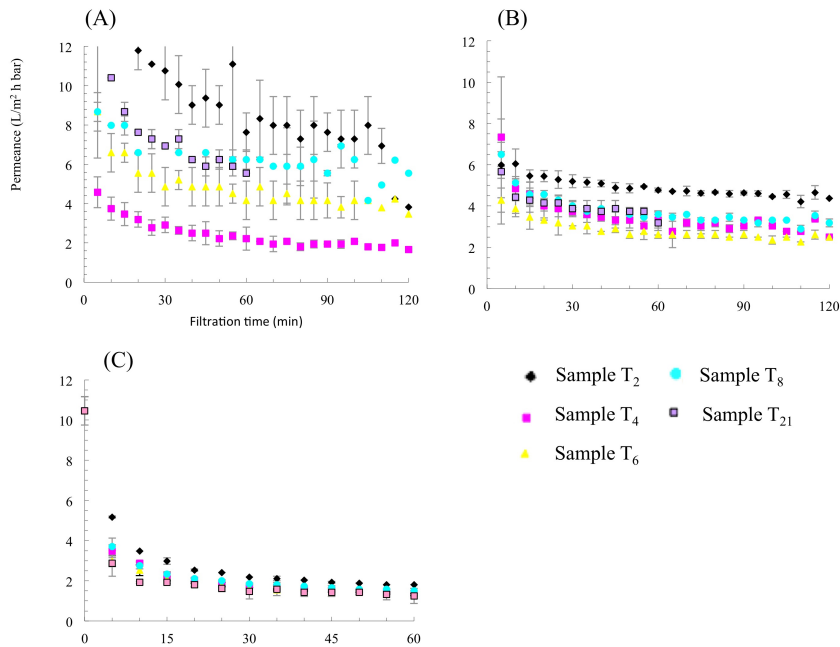 (A)
(B)
Permeance (L/m² h bar)
12
10
8
6
4
2
0
0 30 60 90 120
Filtration time (min)
12
10
8
6
4
2
0
0 30 60 90 120
(C)
12
10
8
6
4
2
0
0 15 30 45 60
Sample T₂ Sample T₈
Sample T₄ Sample T₂₁
Sample T₆